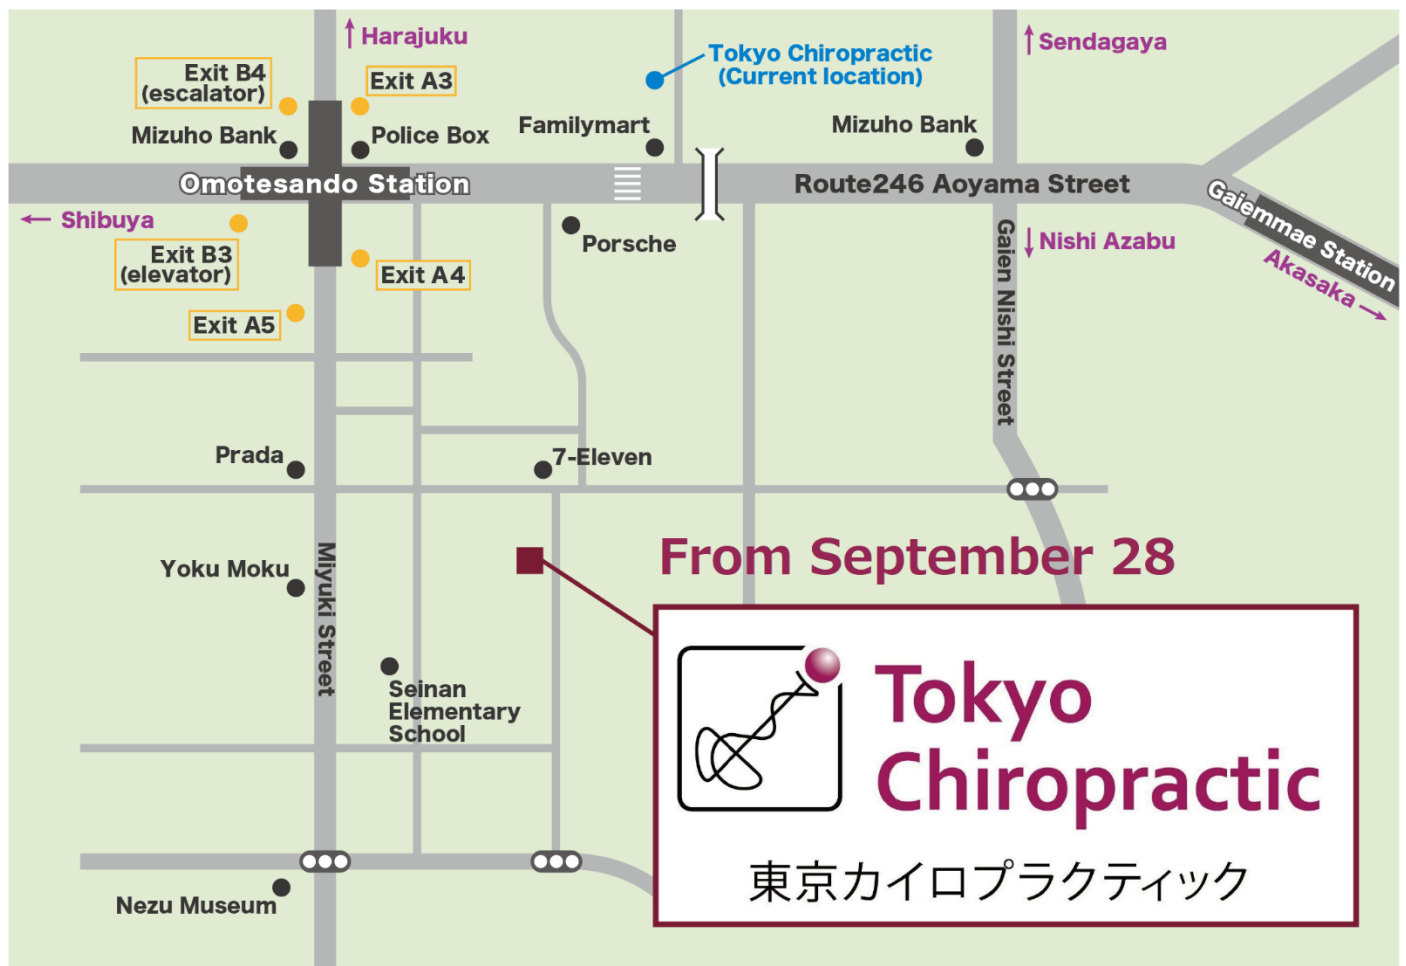 Harajuku
Sendagaya
Tokyo Chiropractic
(Current location)
Exit B4
(escalator)
Exit A3
Mizuho Bank
Police Box
Familymart
Mizuho Bank
Omotesando Station
Route246 Aoyama Street
Gaiemmae Station
Shibuya
Exit B3
(elevator)
Exit A4
Porsche
Gaien Nishi Street
Nishi Azabu
Akasaka
Exit A5
Prada
7-Eleven
From September 28
Yoku Moku
Miyuki Street
Seinan
Elementary
School
Tokyo
Chiropractic
東京カイロプラクティック
Nezu Museum